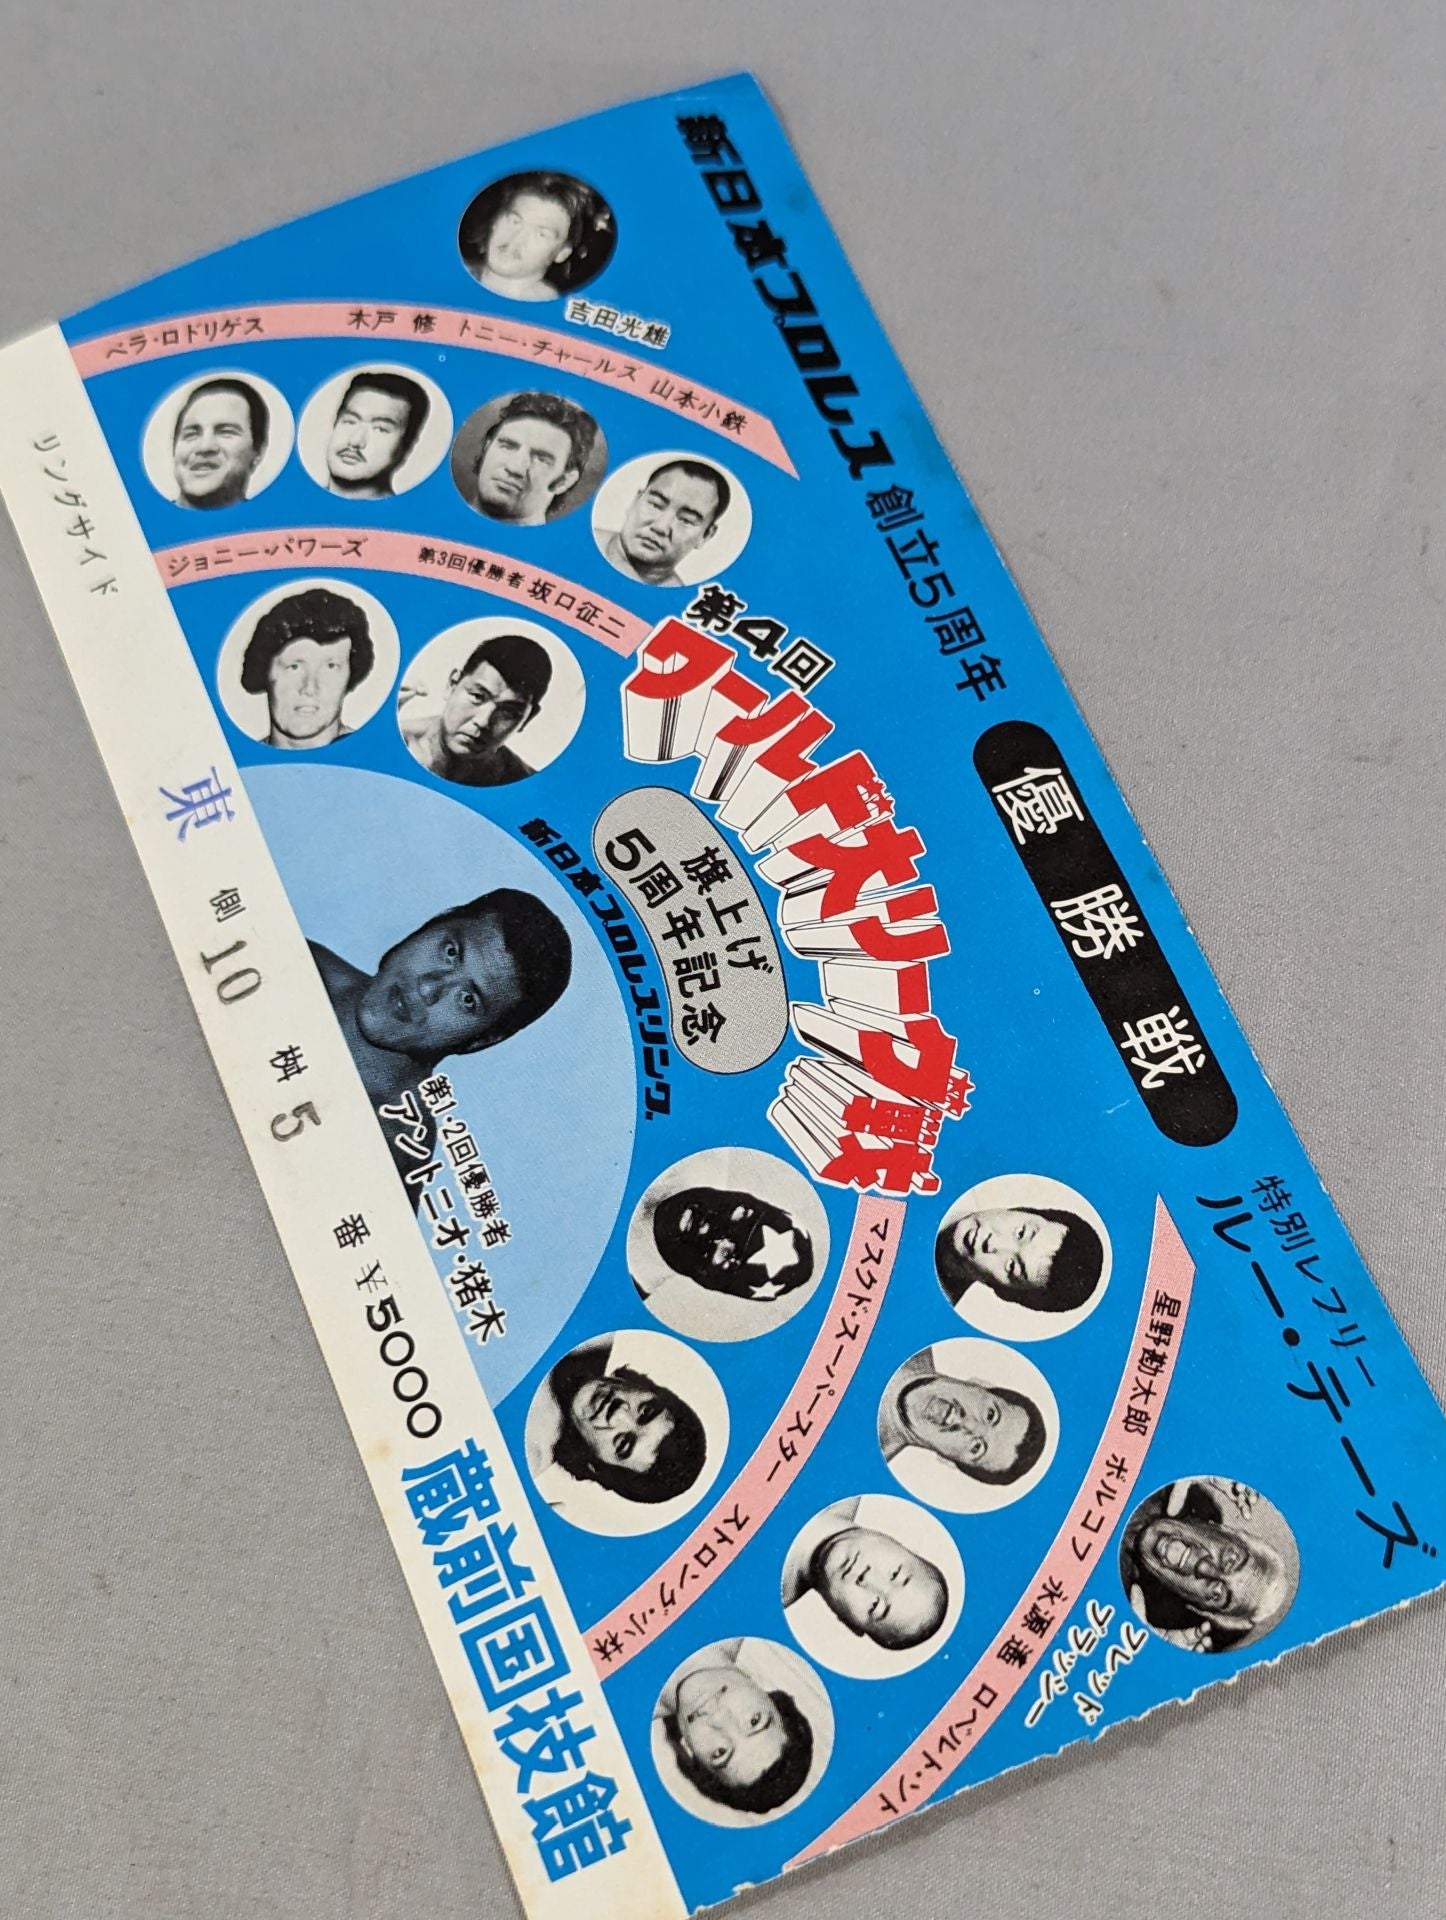 新日本プロレス 創立5周年 優勝戦
特別レフリー
ルー・テーズ
吉田光雄
ベラ・ロドリゲス 木戸 修 トニー・チャールズ 山本小鉄
ジョニー・パワーズ 第3回優勝者 坂口征二
第4回
ワールド大リーグ戦
旗上げ
5周年記念
新日本プロレスリング
第1・2回優勝者
アントニオ・猪木
マスクド・スーパースター ストロング・小林
星野勘太郎 ボルコフ 永源遙 ロベルト・ソト
フレッド
ブラッシー
リングサイド 東 側 10 桝 5 番 ¥5000 蔵前国技館